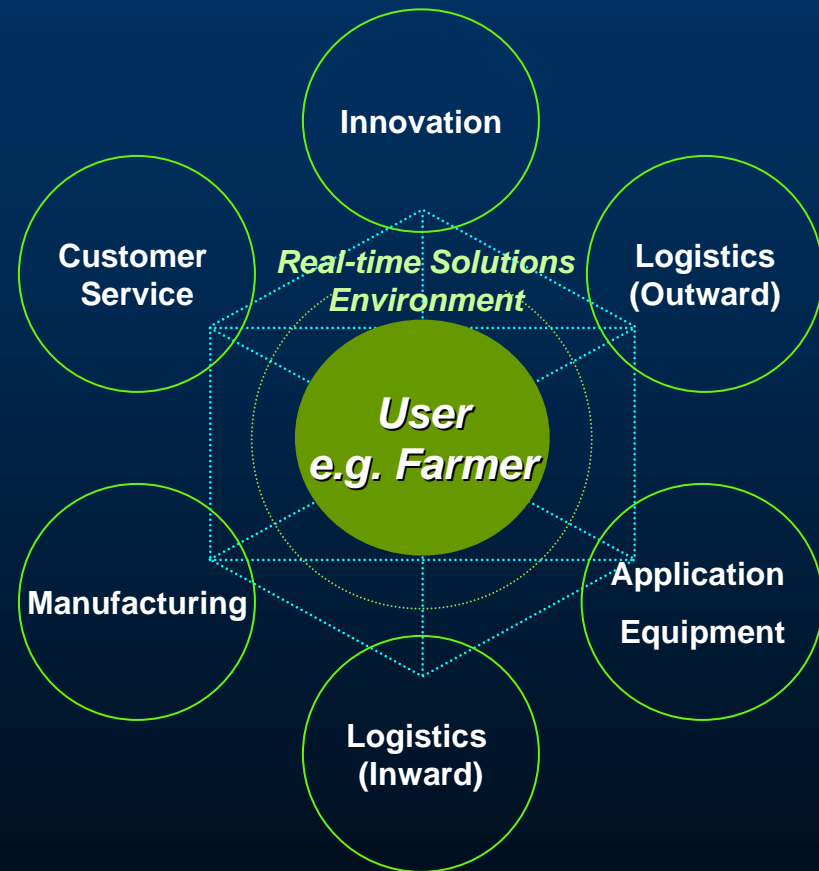 Innovation
Customer
Service
Real-time Solutions
Environment
Logistics
(Outward)
User
e.g. Farmer
Manufacturing
Application
Equipment
Logistics
(Inward)